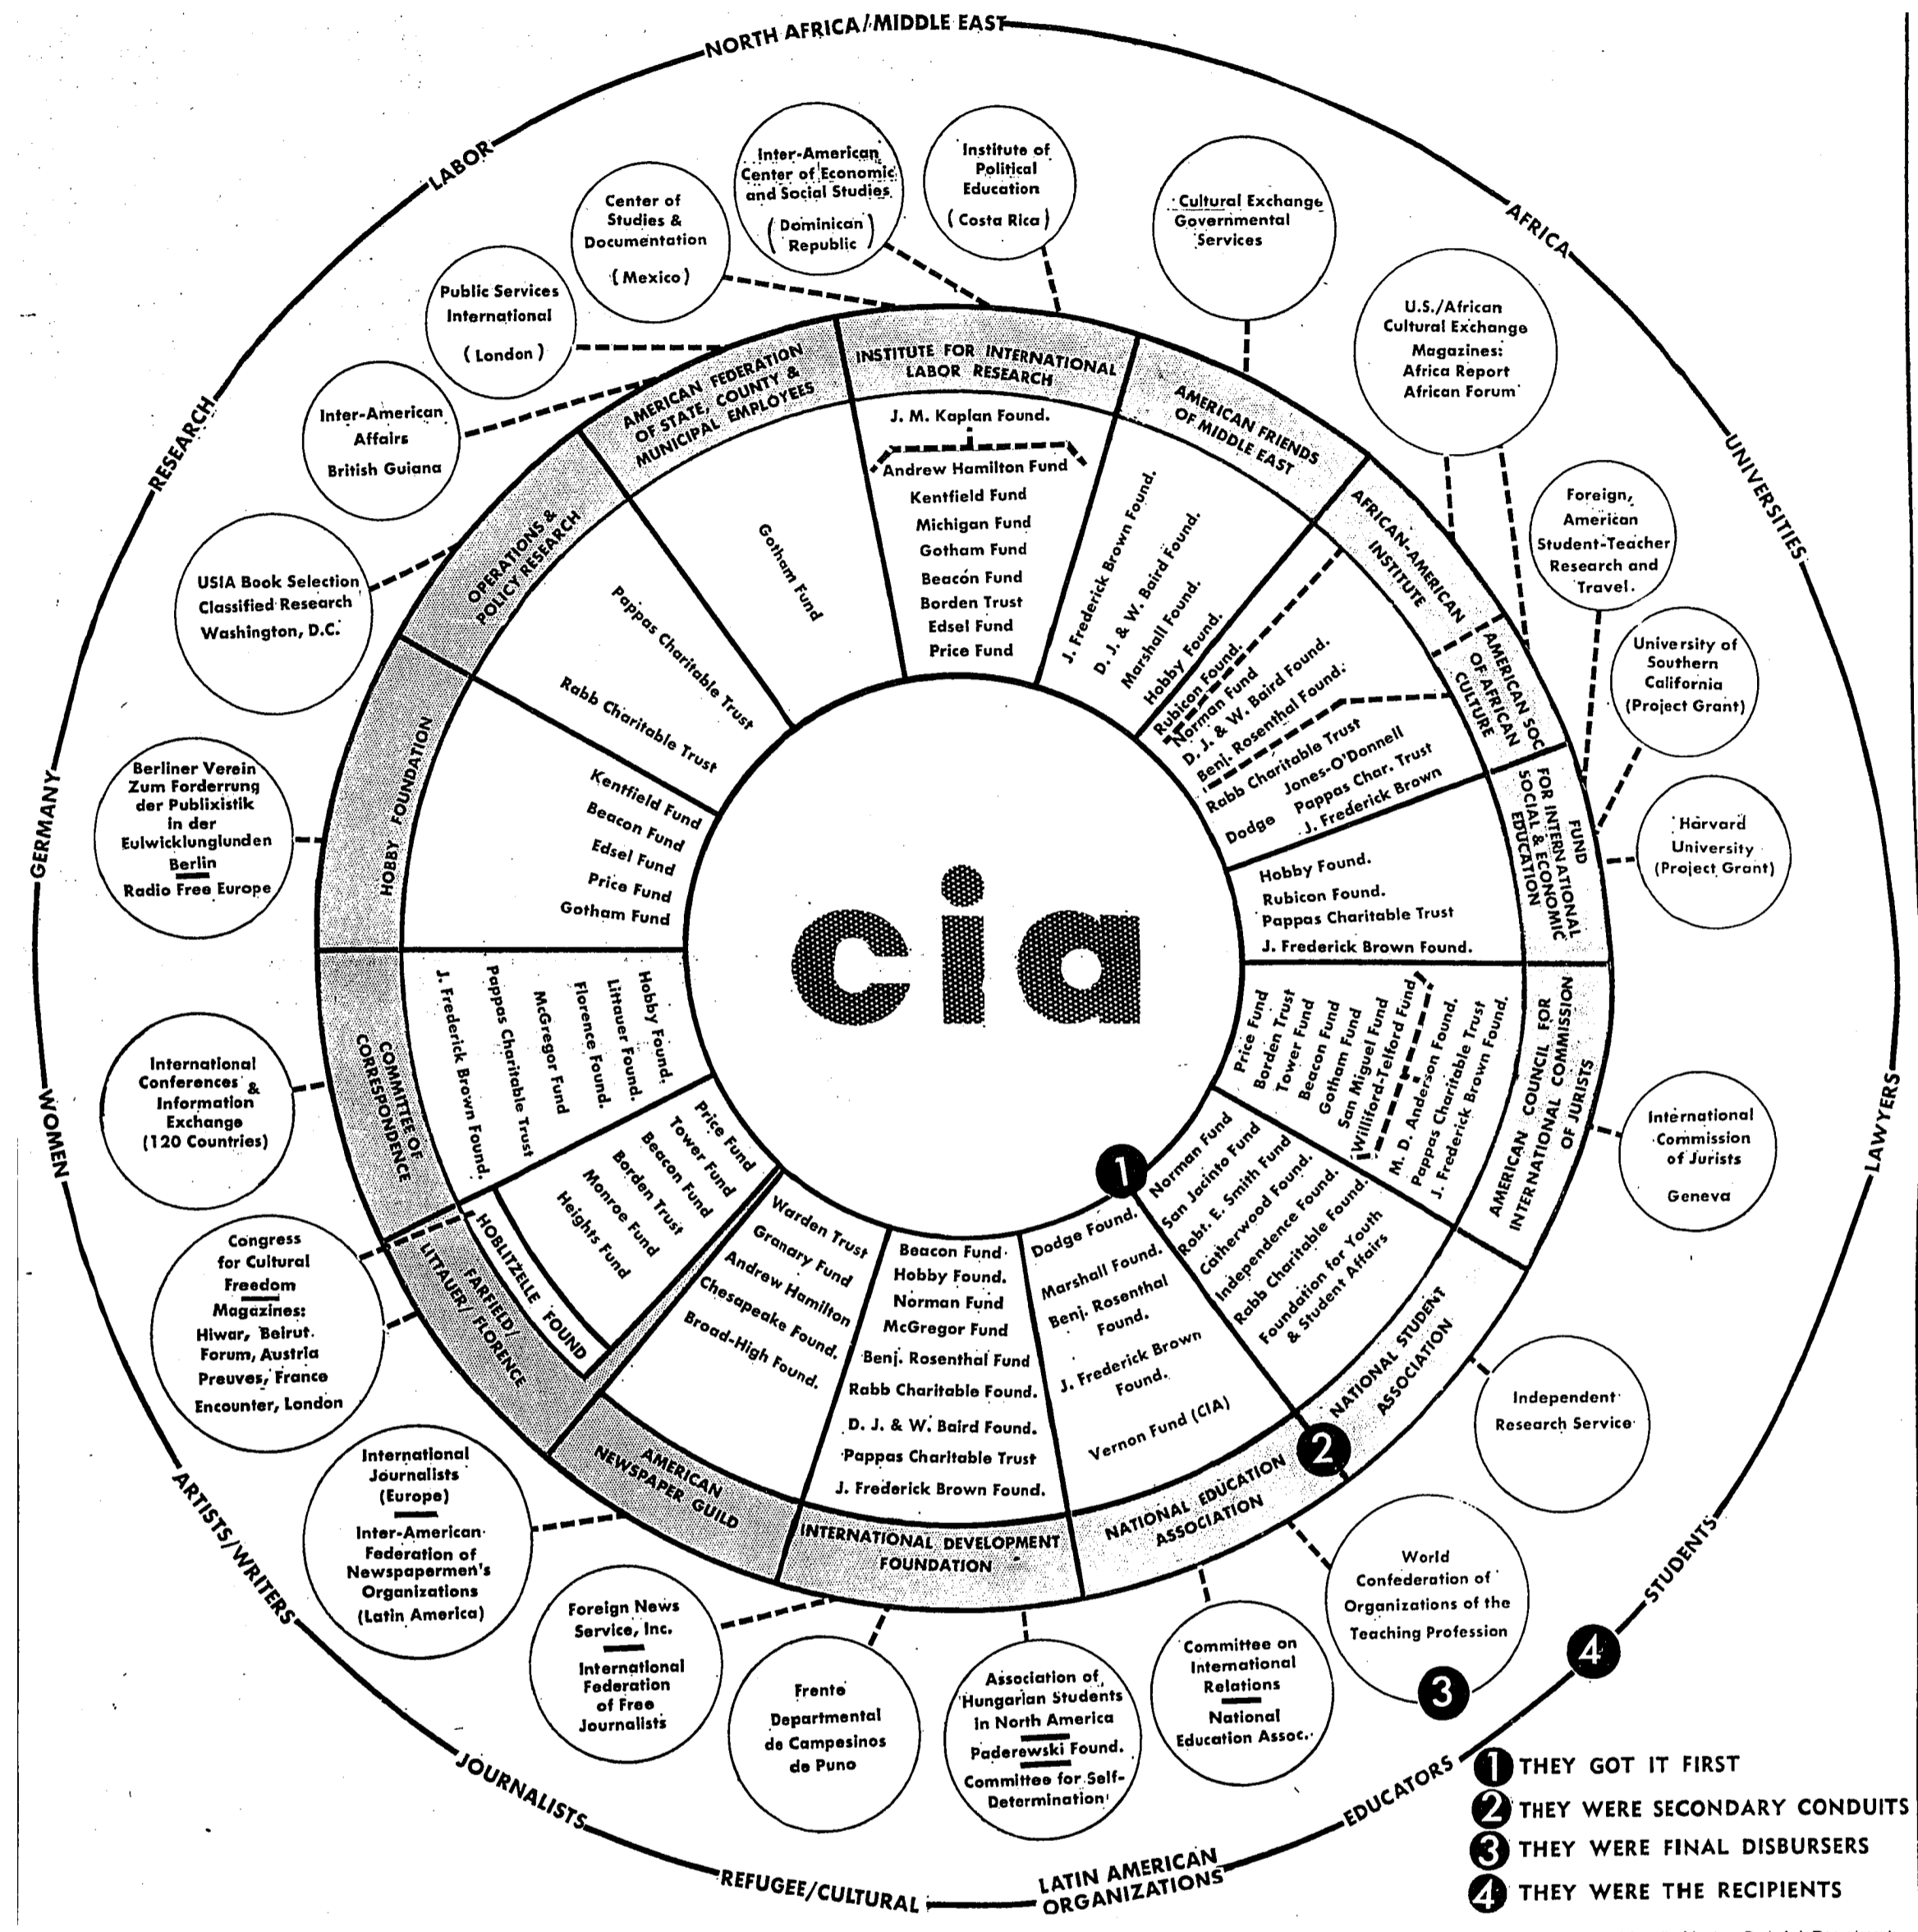 NORTH AFRICA/MIDDLE EAST
AFRICA
UNIVERSITIES
LAWYERS
STUDENTS
EDUCATORS
LATIN AMERICAN
ORGANIZATIONS
REFUGEE/CULTURAL
JOURNALISTS
ARTISTS/WRITERS
WOMEN
GERMANY
RESEARCH
LABOR
Inter-American
Center of Economic
and Social Studies
(Dominican
Republic)
Institute of
Political
Education
(Costa Rica)
Cultural Exchange
Governmental
Services
U.S./African
Cultural Exchange
Magazines:
Africa Report
African Forum
Foreign,
American
Student-Teacher
Research and
Travel.
University of
Southern
California
(Project Grant)
Harvard
University
(Project Grant)
International
Commission
of Jurists
Geneva
Independent
Research Service
World
Confederation of
Organizations of the
Teaching Profession
3
4
Committee on
International
Relations
National
Education Assoc.
Association of
Hungarian Students
in North America
Paderewski Found.
Committee for Self-
Determination
Frente
Departmental
de Campesinos
de Puno
Foreign News
Service, Inc.
International
Federation
of Free
Journalists
International
Journalists
(Europe)
Inter-American
Federation of
Newspapermen's
Organizations
(Latin America)
Congress
for Cultural
Freedom
Magazines:
Hiwar, Beirut.
Forum, Austria
Preuves, France
Encounter, London
International
Conferences &
Information
Exchange
(120 Countries)
Berliner Verein
Zum Forderrung
der Publixistik
in der
Eulwicklunglunden
Berlin
Radio Free Europe
USIA Book Selection
Classified Research
Washington, D.C.
Inter-American
Affairs
British Guiana
Public Services
International
(London)
Center of
Studies &
Documentation
(Mexico)
INSTITUTE FOR INTERNATIONAL
LABOR RESEARCH
J. M. Kaplan Found.
Andrew Hamilton Fund
Kentfield Fund
Michigan Fund
Gotham Fund
Beacon Fund
Borden Trust
Edsel Fund
Price Fund
AMERICAN FRIENDS
OF MIDDLE EAST
J. Frederick Brown Found.
D. J. & W. Baird Found.
Marshall Found.
Hobby Found.
AFRICAN-AMERICAN
INSTITUTE
Rubicon Found.
Norman Fund
D. J. & W. Baird Found.
Benj. Rosenthal Found.
AMERICAN SOC
OF AFRICAN
CULTURE
Rabb Charitable Trust
Jones-O'Donnell
Dodge Pappas Char. Trust
J. Frederick Brown
FUND
FOR INTERNATIONAL
SOCIAL & ECONOMIC
EDUCATION
Hobby Found.
Rubicon Found.
Pappas Charitable Trust
J. Frederick Brown Found.
AMERICAN COUNCIL FOR
INTERNATIONAL COMMISSION
OF JURISTS
Price Fund
Borden Trust
Tower Fund
Beacon Fund
Gotham Fund
San Miguel Fund
Williford-Telford Fund
M. D. Anderson Found.
Pappas Charitable Trust
J. Frederick Brown Found.
NATIONAL STUDENT
ASSOCIATION
Norman Fund
San Jacinto Fund
Robt. E. Smith Fund
Catherwood Found.
Independence Found.
Rabb Charitable Found.
Foundation for Youth
& Student Affairs
1
2
NATIONAL EDUCATION
ASSOCIATION
Dodge Found.
Marshall Found.
Benj. Rosenthal
Found.
J. Frederick Brown
Found.
Vernon Fund (CIA)
INTERNATIONAL DEVELOPMENT
FOUNDATION
Beacon Fund
Hobby Found.
Norman Fund
McGregor Fund
Benj. Rosenthal Fund
Rabb Charitable Found.
D. J. & W. Baird Found.
Pappas Charitable Trust
J. Frederick Brown Found.
AMERICAN
NEWSPAPER GUILD
Warden Trust
Granary Fund
Andrew Hamilton
Chesapeake Found.
Broad-High Found.
FARFIELD/
LITTAUER/ FLORENCE
HOBLITZELLE FOUND
Price Fund
Tower Fund
Beacon Fund
Borden Trust
Monroe Fund
Heights Fund
COMMITTEE OF
CORRESPONDENCE
Hobby Found.
Littauer Found.
Florence Found.
McGregor Fund
Pappas Charitable Trust
J. Frederick Brown Found.
HOBBY FOUNDATION
Kentfield Fund
Beacon Fund
Edsel Fund
Price Fund
Gotham Fund
OPERATIONS &
POLICY RESEARCH
Pappas Charitable Trust
Rabb Charitable Trust
AMERICAN FEDERATION
OF STATE, COUNTY &
MUNICIPAL EMPLOYEES
Gotham Fund
cia
1 THEY GOT IT FIRST
2 THEY WERE SECONDARY CONDUITS
3 THEY WERE FINAL DISBURSERS
4 THEY WERE THE RECIPIENTS